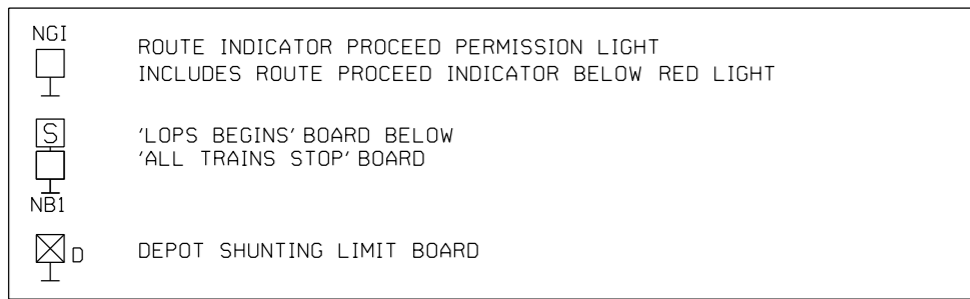 NGI
ROUTE INDICATOR PROCEED PERMISSION LIGHT
INCLUDES ROUTE PROCEED INDICATOR BELOW RED LIGHT
S
'LOPS BEGINS' BOARD BELOW
'ALL TRAINS STOP' BOARD
NB1
D
DEPOT SHUNTING LIMIT BOARD